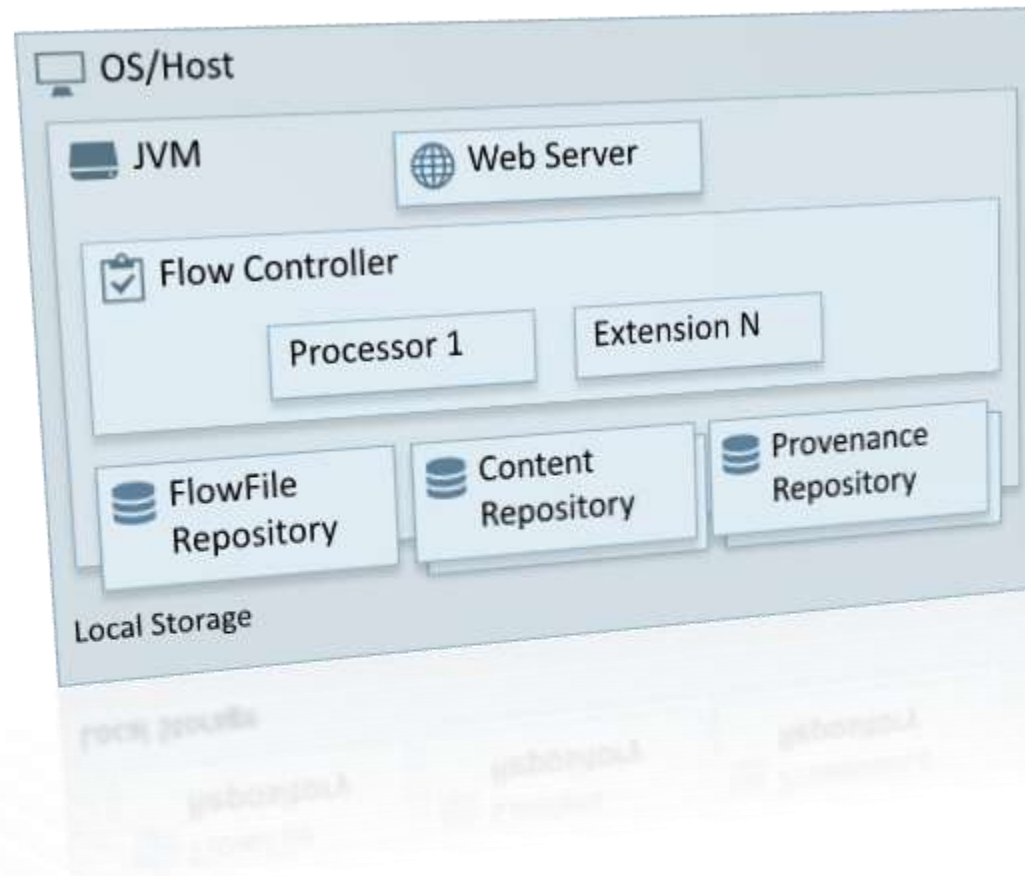 OS/Host
JVM
Web Server
Flow Controller
Processor 1
Extension N
FlowFile
Repository
Content
Repository
Provenance
Repository
Local Storage